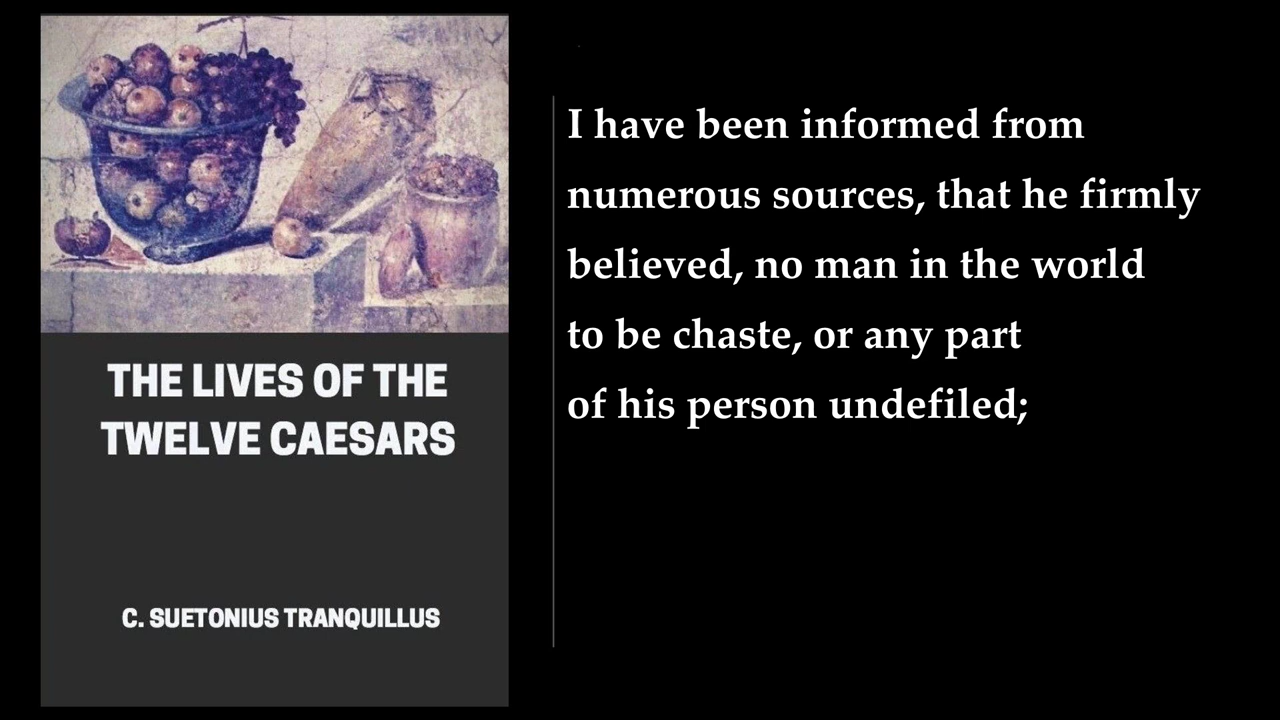 THE LIVES OF THE
TWELVE CAESARS
C. SUETONIUS TRANQUILLUS
I have been informed from
numerous sources, that he firmly
believed, no man in the world
to be chaste, or any part
of his person undefiled;